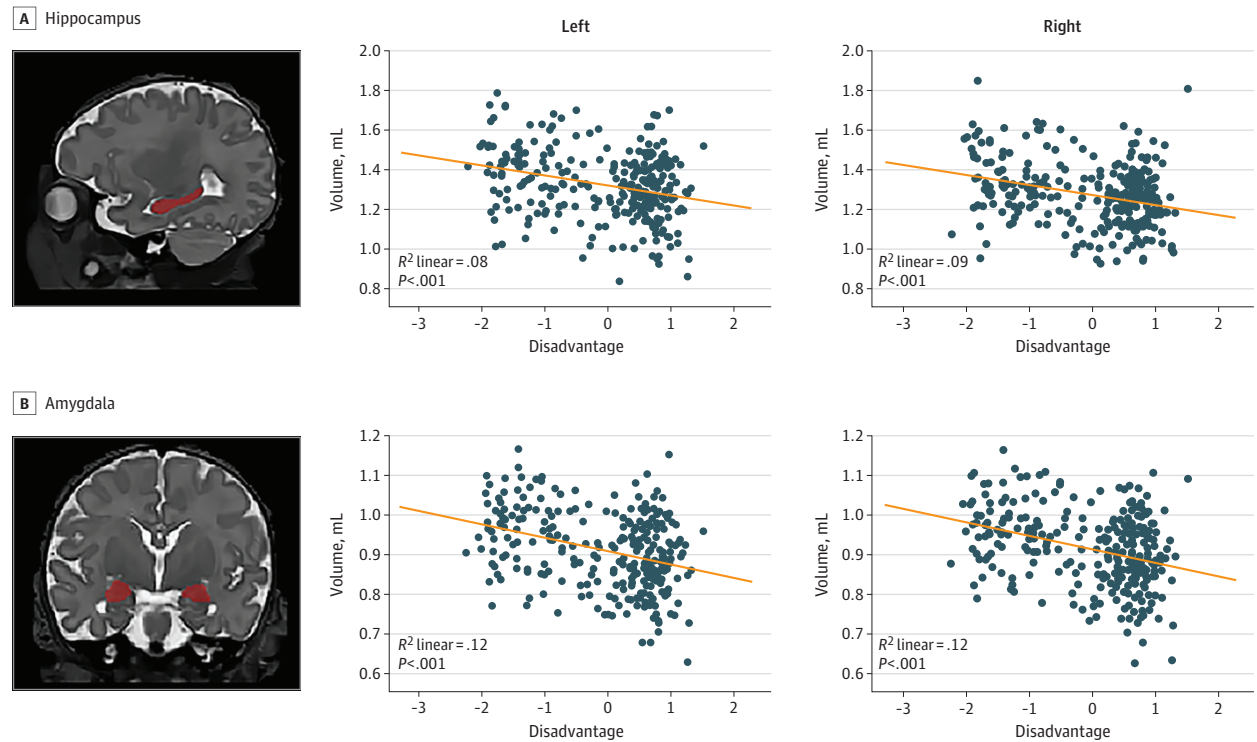 A Hippocampus
Left
Right
2.0
1.8
1.6
1.4
1.2
1.0
0.8
Volume, mL
R² linear = .08
P<.001
-3 -2 -1 0 1 2
Disadvantage
2.0
1.8
1.6
1.4
1.2
1.0
0.8
Volume, mL
R² linear = .09
P<.001
-3 -2 -1 0 1 2
Disadvantage
B Amygdala
1.2
1.1
1.0
0.9
0.8
0.7
0.6
Volume, mL
R² linear = .12
P<.001
-3 -2 -1 0 1 2
Disadvantage
1.2
1.1
1.0
0.9
0.8
0.7
0.6
Volume, mL
R² linear = .12
P<.001
-3 -2 -1 0 1 2
Disadvantage